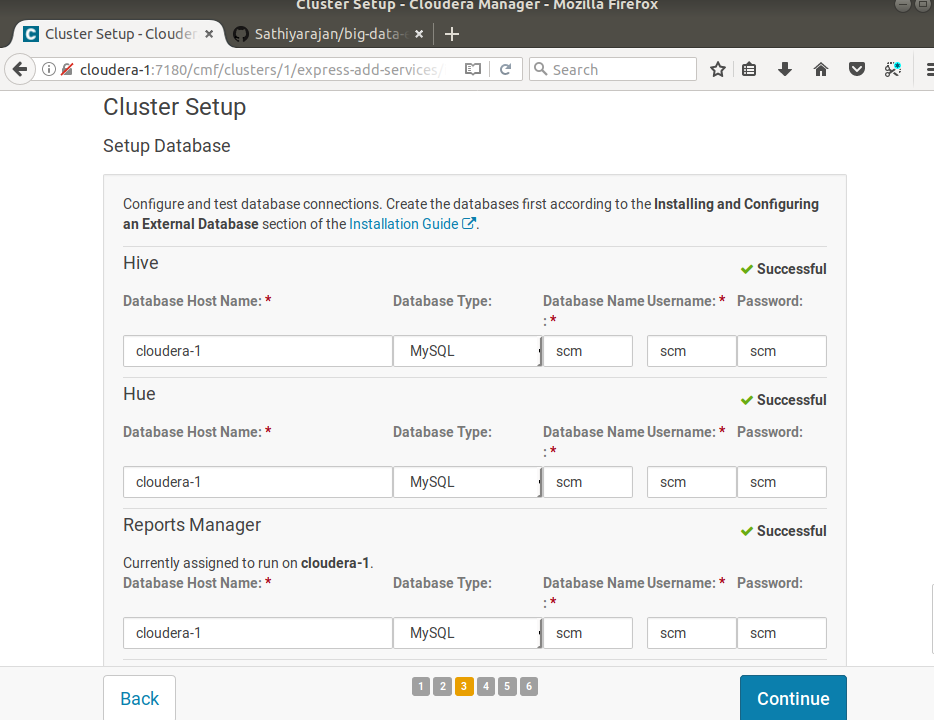 Cluster Setup - Cloudera Manager - Mozilla Firefox
Cluster Setup - Clouder
Sathiyarajan/big-data-
cloudera-1:7180/cmf/clusters/1/express-add-services/
Search
Cluster Setup
Setup Database
Configure and test database connections. Create the databases first according to the Installing and Configuring
an External Database section of the Installation Guide.
Hive
Successful
Database Host Name: * Database Type: Database Name Username: * Password:
: *
cloudera-1 MySQL scm scm scm
Hue
Successful
Database Host Name: * Database Type: Database Name Username: * Password:
: *
cloudera-1 MySQL scm scm scm
Reports Manager
Successful
Currently assigned to run on cloudera-1.
Database Host Name: * Database Type: Database Name Username: * Password:
: *
cloudera-1 MySQL scm scm scm
Back 1 2 3 4 5 6 Continue